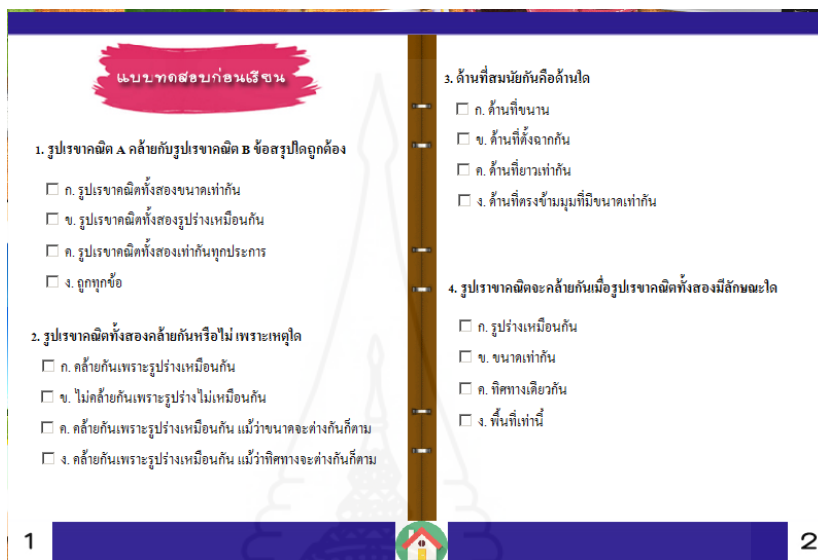 แบบทดสอบก่อนเรียน
1. รูปเรขาคณิต A คล้ายกับรูปเรขาคณิต B ข้อสรุปใดถูกต้อง
ก. รูปเรขาคณิตทั้งสองขนาดเท่ากัน
ข. รูปเรขาคณิตทั้งสองรูปร่างเหมือนกัน
ค. รูปเรขาคณิตทั้งสองเท่ากันทุกประการ
ง. ถูกทุกข้อ
2. รูปเรขาคณิตทั้งสองคล้ายกันหรือไม่ เพราะเหตุใด
ก. คล้ายกันเพราะรูปร่างเหมือนกัน
ข. ไม่คล้ายกันเพราะรูปร่างไม่เหมือนกัน
ค. คล้ายกันเพราะรูปร่างเหมือนกัน แม้ว่าขนาดจะต่างกันก็ตาม
ง. คล้ายกันเพราะรูปร่างเหมือนกัน แม้ว่าทิศทางจะต่างกันก็ตาม
1
3. ด้านที่สมนัยกันคือด้านใด
ก. ด้านที่ขนาน
ข. ด้านที่ตั้งฉากกัน
ค. ด้านที่ยาวเท่ากัน
ง. ด้านที่ตรงข้ามมุมที่มีขนาดเท่ากัน
4. รูปเราขาคณิตจะคล้ายกันเมื่อรูปเรขาคณิตทั้งสองมีลักษณะใด
ก. รูปร่างเหมือนกัน
ข. ขนาดเท่ากัน
ค. ทิศทางเดียวกัน
ง. พื้นที่เท่านี้
2